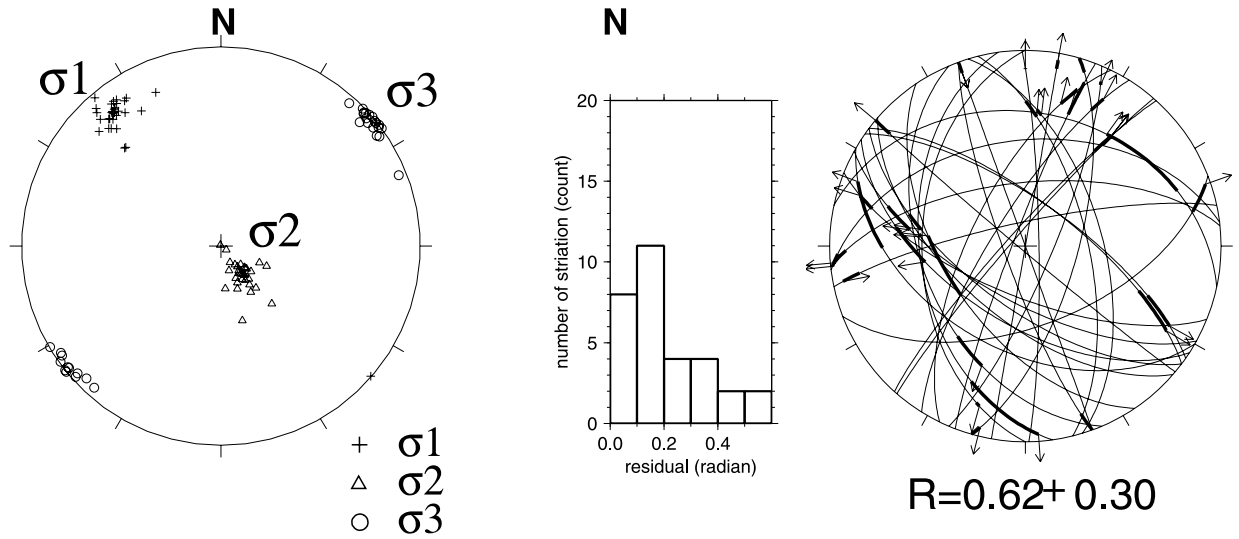 N
σ1
σ3
σ2
+ σ1
△ σ2
○ σ3
N
20
15
10
5
0
number of striation (count)
0.0 0.2 0.4
residual (radian)
R=0.62+ 0.30